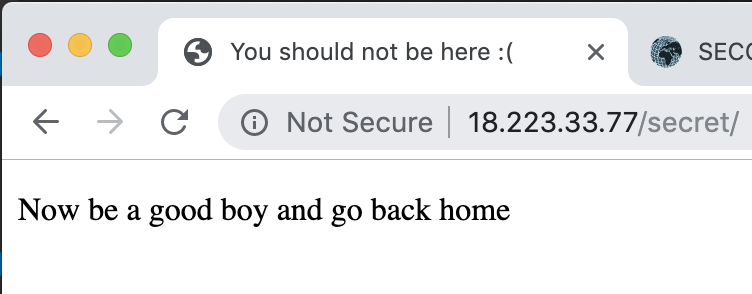 You should not be here :(
SECC
Not Secure | 18.223.33.77/secret/
Now be a good boy and go back home